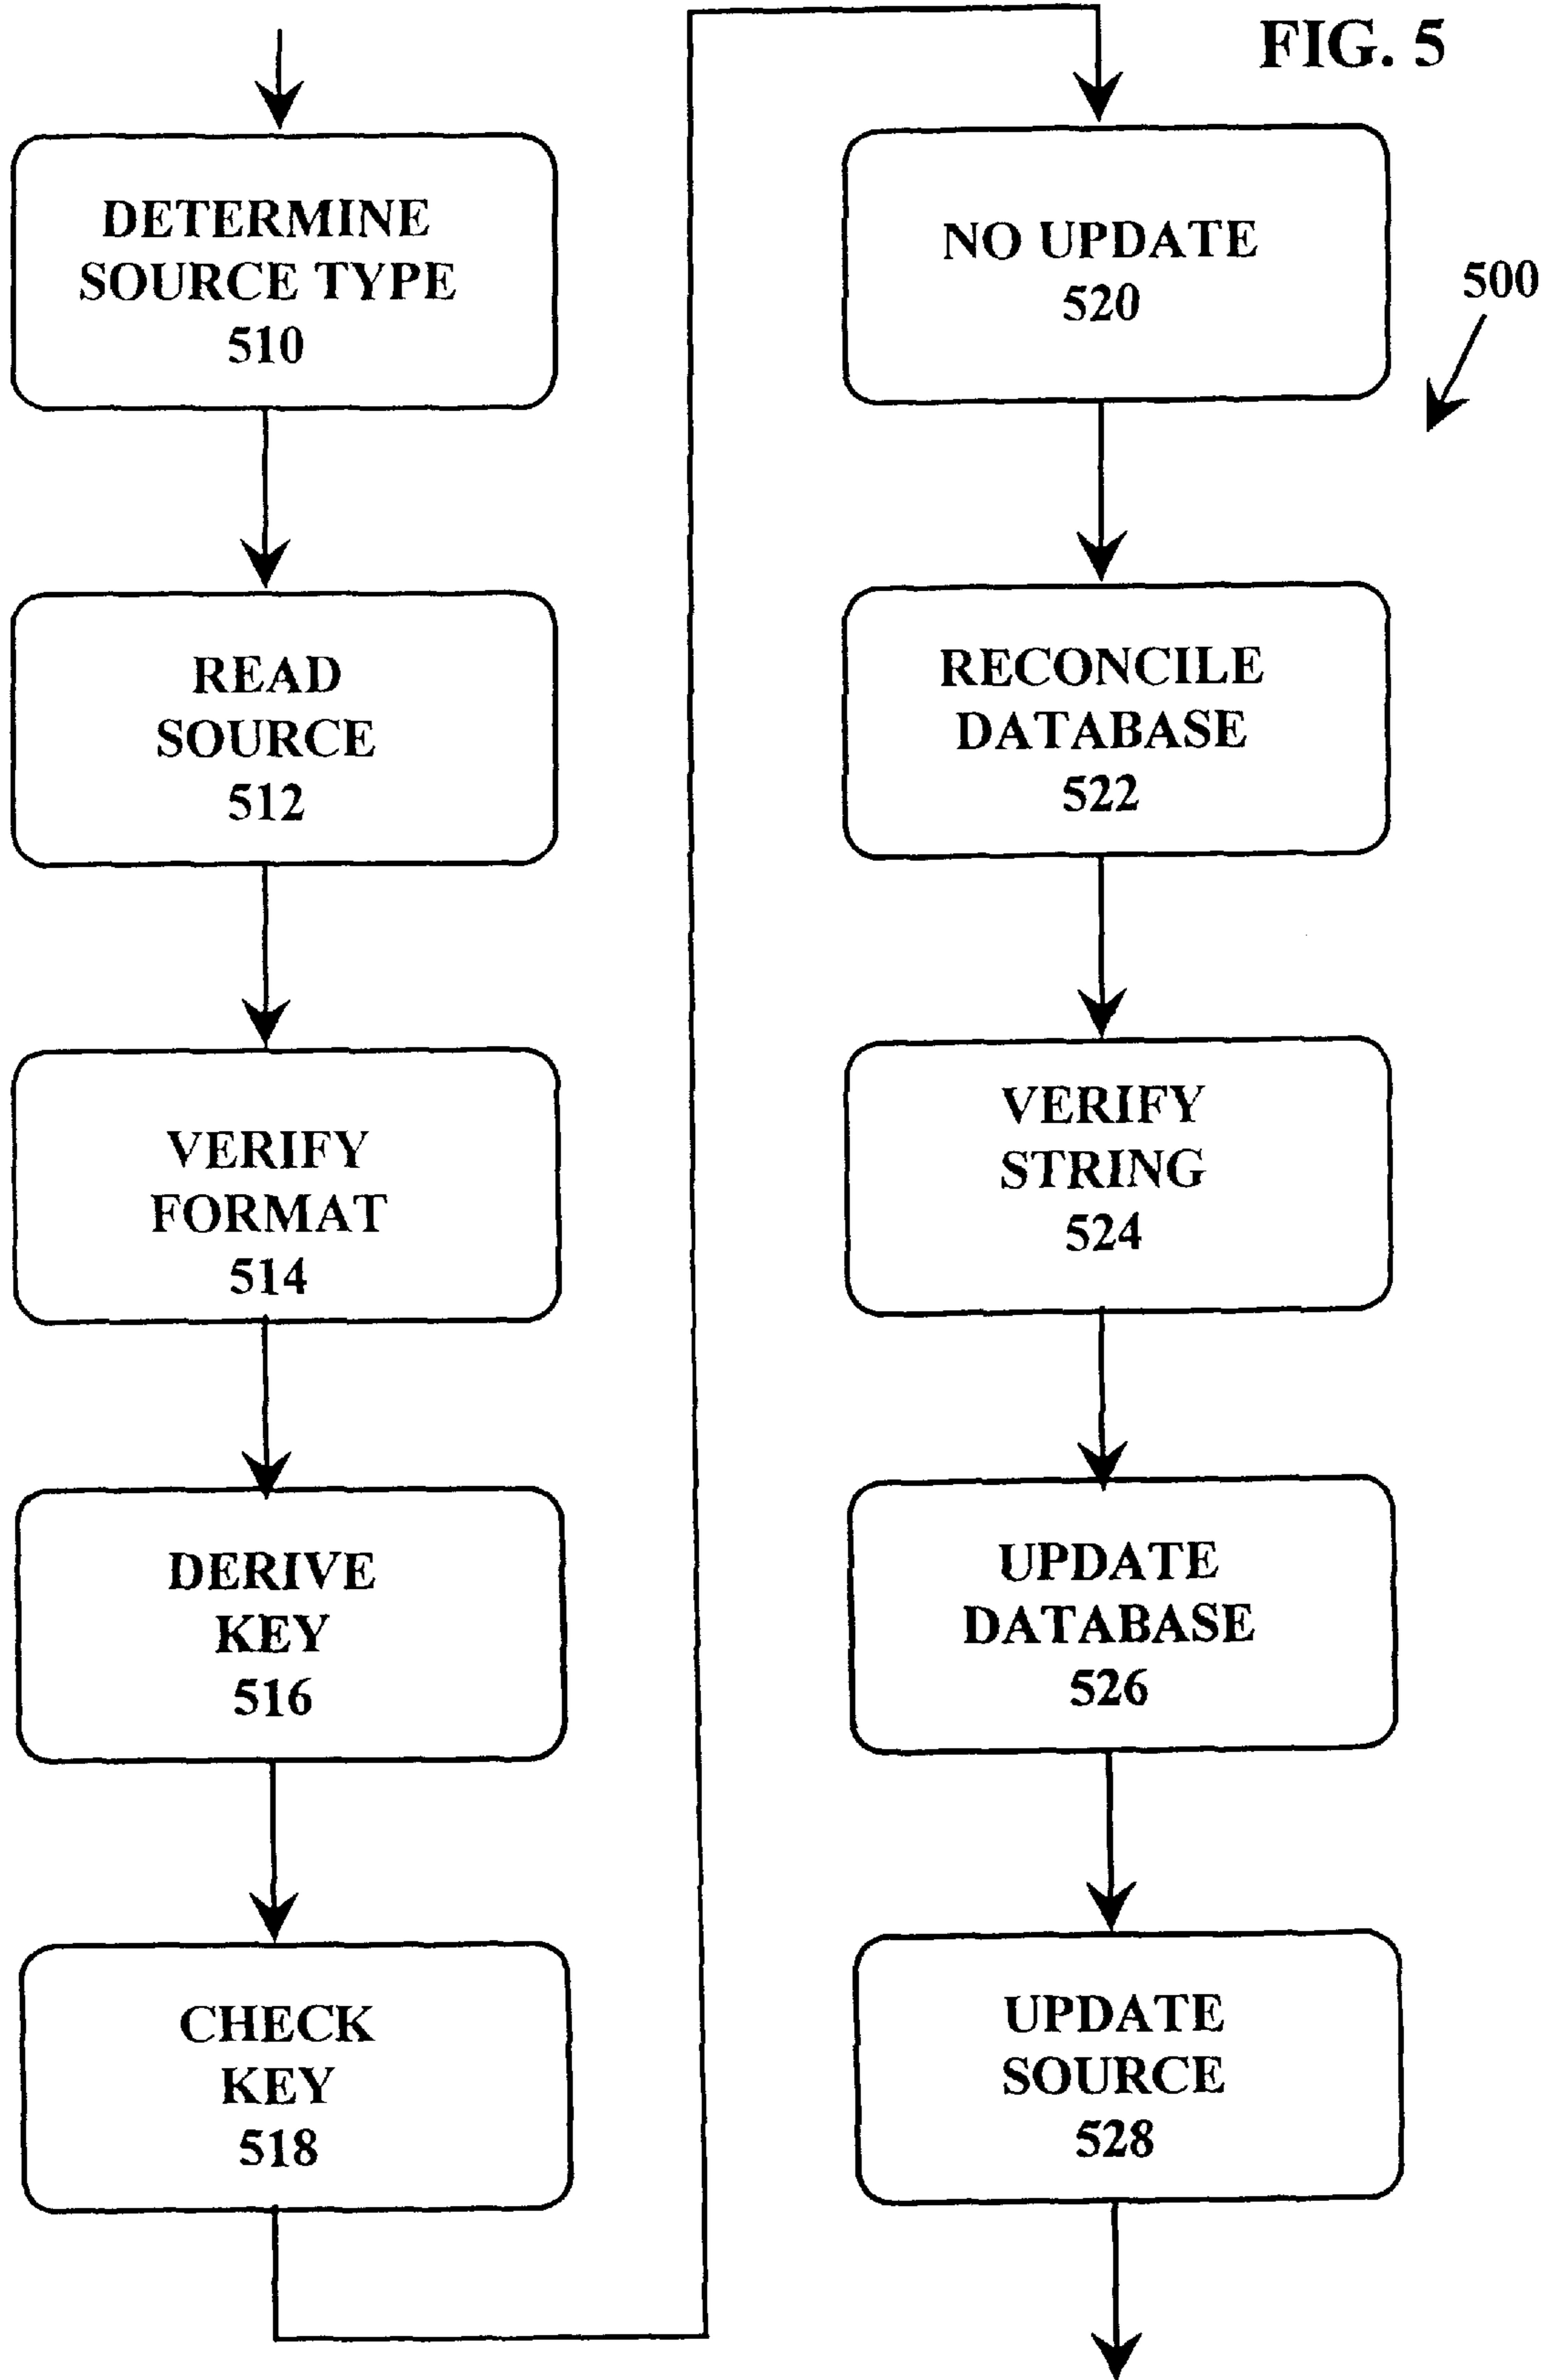 FIG. 5
DETERMINE
SOURCE TYPE
510
READ
SOURCE
512
VERIFY
FORMAT
514
DERIVE
KEY
516
CHECK
KEY
518
NO UPDATE
520
500
RECONCILE
DATABASE
522
VERIFY
STRING
524
UPDATE
DATABASE
526
UPDATE
SOURCE
528